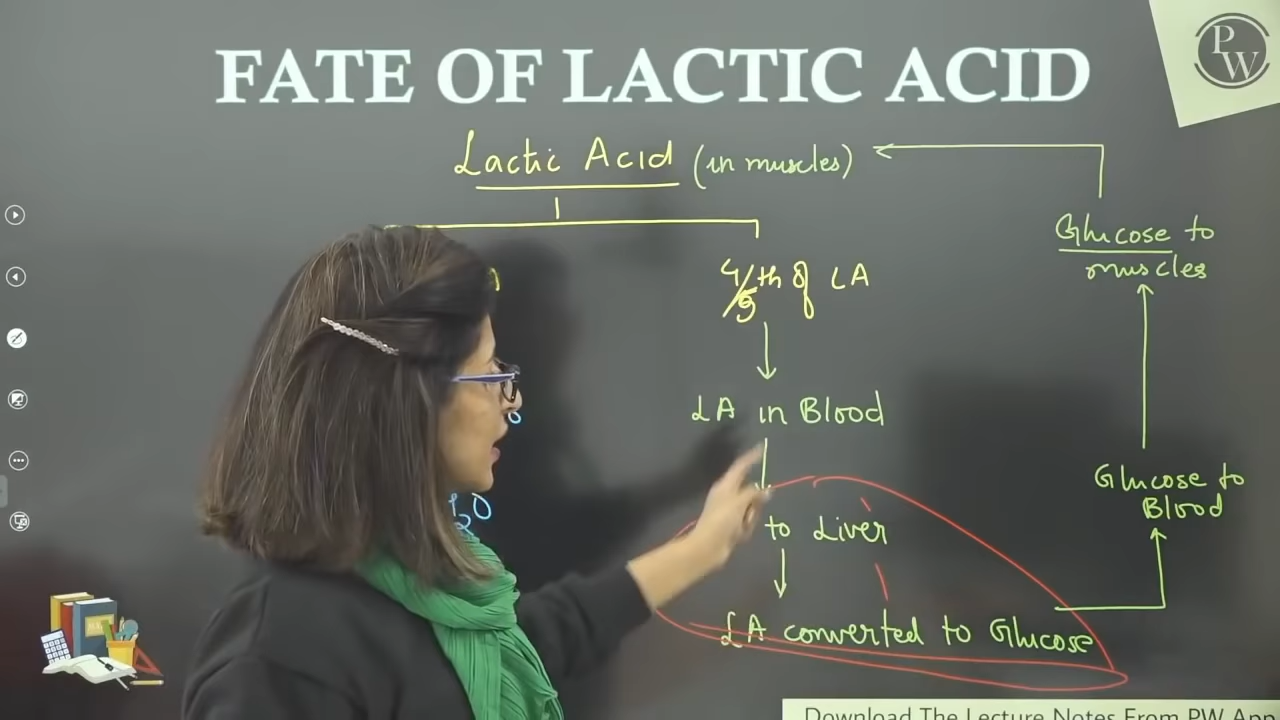 PW
FATE OF LACTIC ACID
Lactic Acid (in muscles)
Glucose to
muscles
4/5th of LA
LA in Blood
Glucose to
Blood
to Liver
LA converted to Glucose
Download The Lecture Notes From PW App